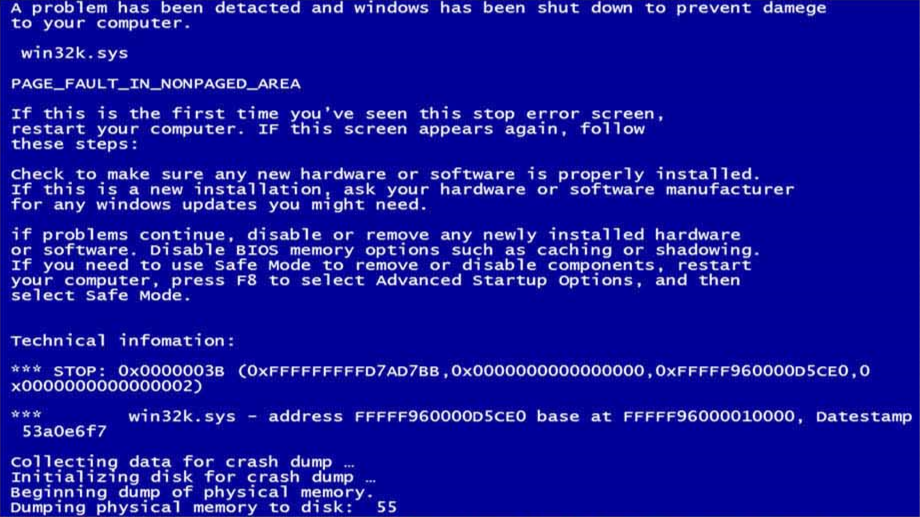 A problem has been detacted and windows has been shut down to prevent damege
to your computer.
win32k.sys
PAGE_FAULT_IN_NONPAGED_AREA
If this is the first time you've seen this stop error screen,
restart your computer. IF this screen appears again, follow
these steps:
Check to make sure any new hardware or software is properly installed.
If this is a new installation, ask your hardware or software manufacturer
for any windows updates you might need.
if problems continue, disable or remove any newly installed hardware
or software. Disable BIOS memory options such as caching or shadowing.
If you need to use Safe Mode to remove or disable components, restart
your computer, press F8 to select Advanced Startup Options, and then
select Safe Mode.
Technical infomation:
*** STOP: 0x0000003B (0xFFFFFFFFFD7AD7BB,0x0000000000000000,0xFFFFF960000D5CE0,0
x0000000000000002)
*** win32k.sys – address FFFFF960000D5CE0 base at FFFFF96000010000, Datestamp
53a0e6f7
Collecting data for crash dump …
Initializing disk for crash dump …
Beginning dump of physical memory.
Dumping physical memory to disk: 55